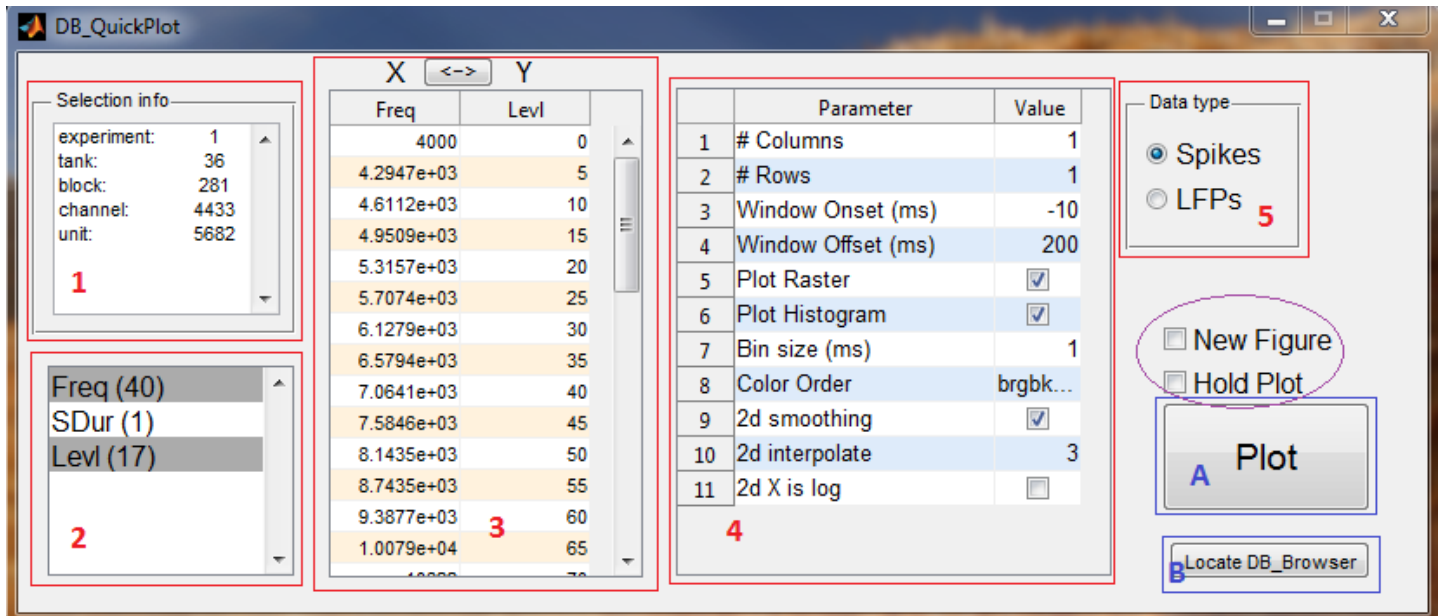 DB_QuickPlot
X <-> Y
Selection info
experiment: 1
tank: 36
block: 281
channel: 4433
unit: 5682
1
Freq (40)
SDur (1)
Levl (17)
2
Freq Levl
4000 0
4.2947e+03 5
4.6112e+03 10
4.9509e+03 15
5.3157e+03 20
5.7074e+03 25
6.1279e+03 30
6.5794e+03 35
7.0641e+03 40
7.5846e+03 45
8.1435e+03 50
8.7435e+03 55
9.3877e+03 60
1.0079e+04 65
3
Parameter Value
1 # Columns 1
2 # Rows 1
3 Window Onset (ms) -10
4 Window Offset (ms) 200
5 Plot Raster
6 Plot Histogram
7 Bin size (ms) 1
8 Color Order brgbk...
9 2d smoothing
10 2d interpolate 3
11 2d X is log
4
Data type
Spikes
LFPs
5
New Figure
Hold Plot
Plot
A
Locate DB_Browser
B